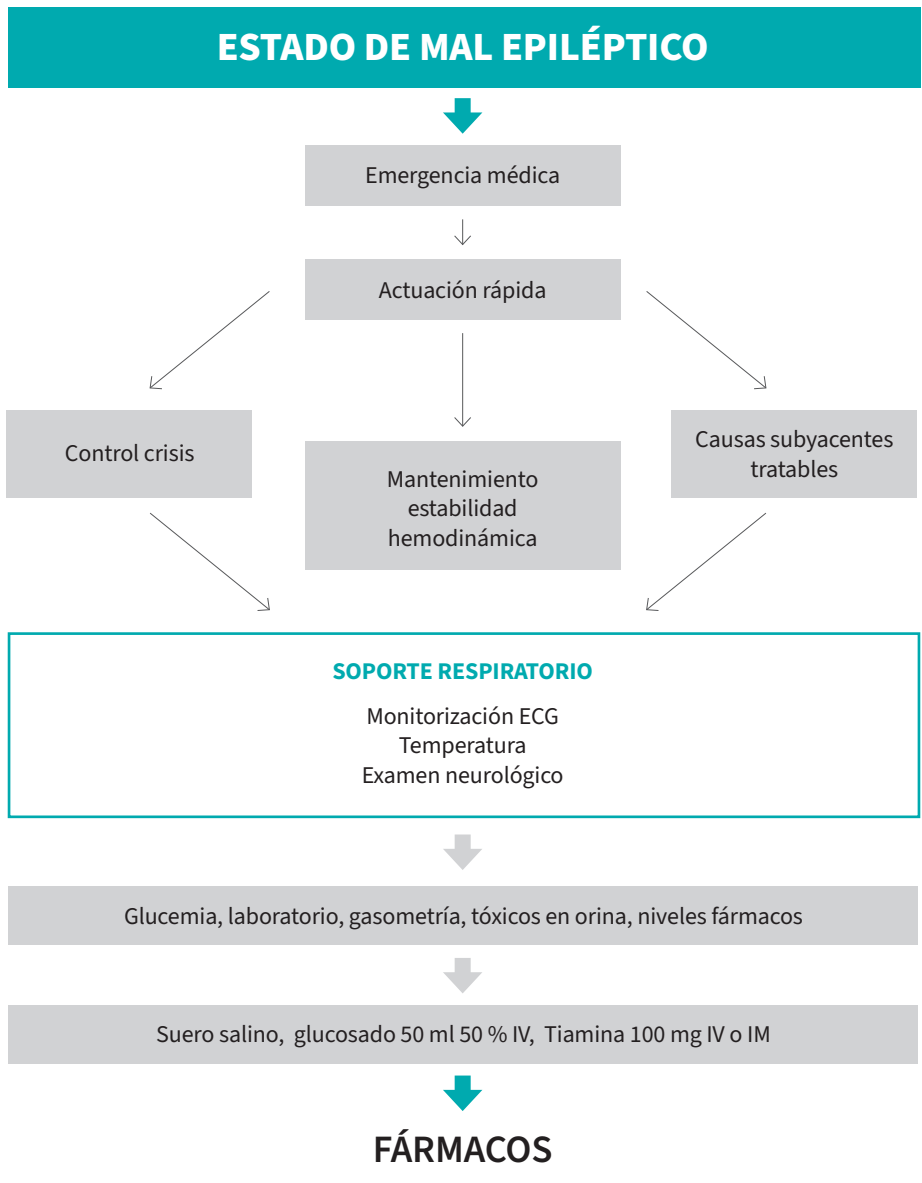 ESTADO DE MAL EPILÉPTICO
Emergencia médica
Actuación rápida
Control crisis
Mantenimiento
estabilidad
hemodinámica
Causas subyacentes
tratables
SOPORTE RESPIRATORIO
Monitorización ECG
Temperatura
Examen neurológico
Glucemia, laboratorio, gasometría, tóxicos en orina, niveles fármacos
Suero salino, glucosado 50 ml 50 % IV, Tiamina 100 mg IV o IM
FÁRMACOS